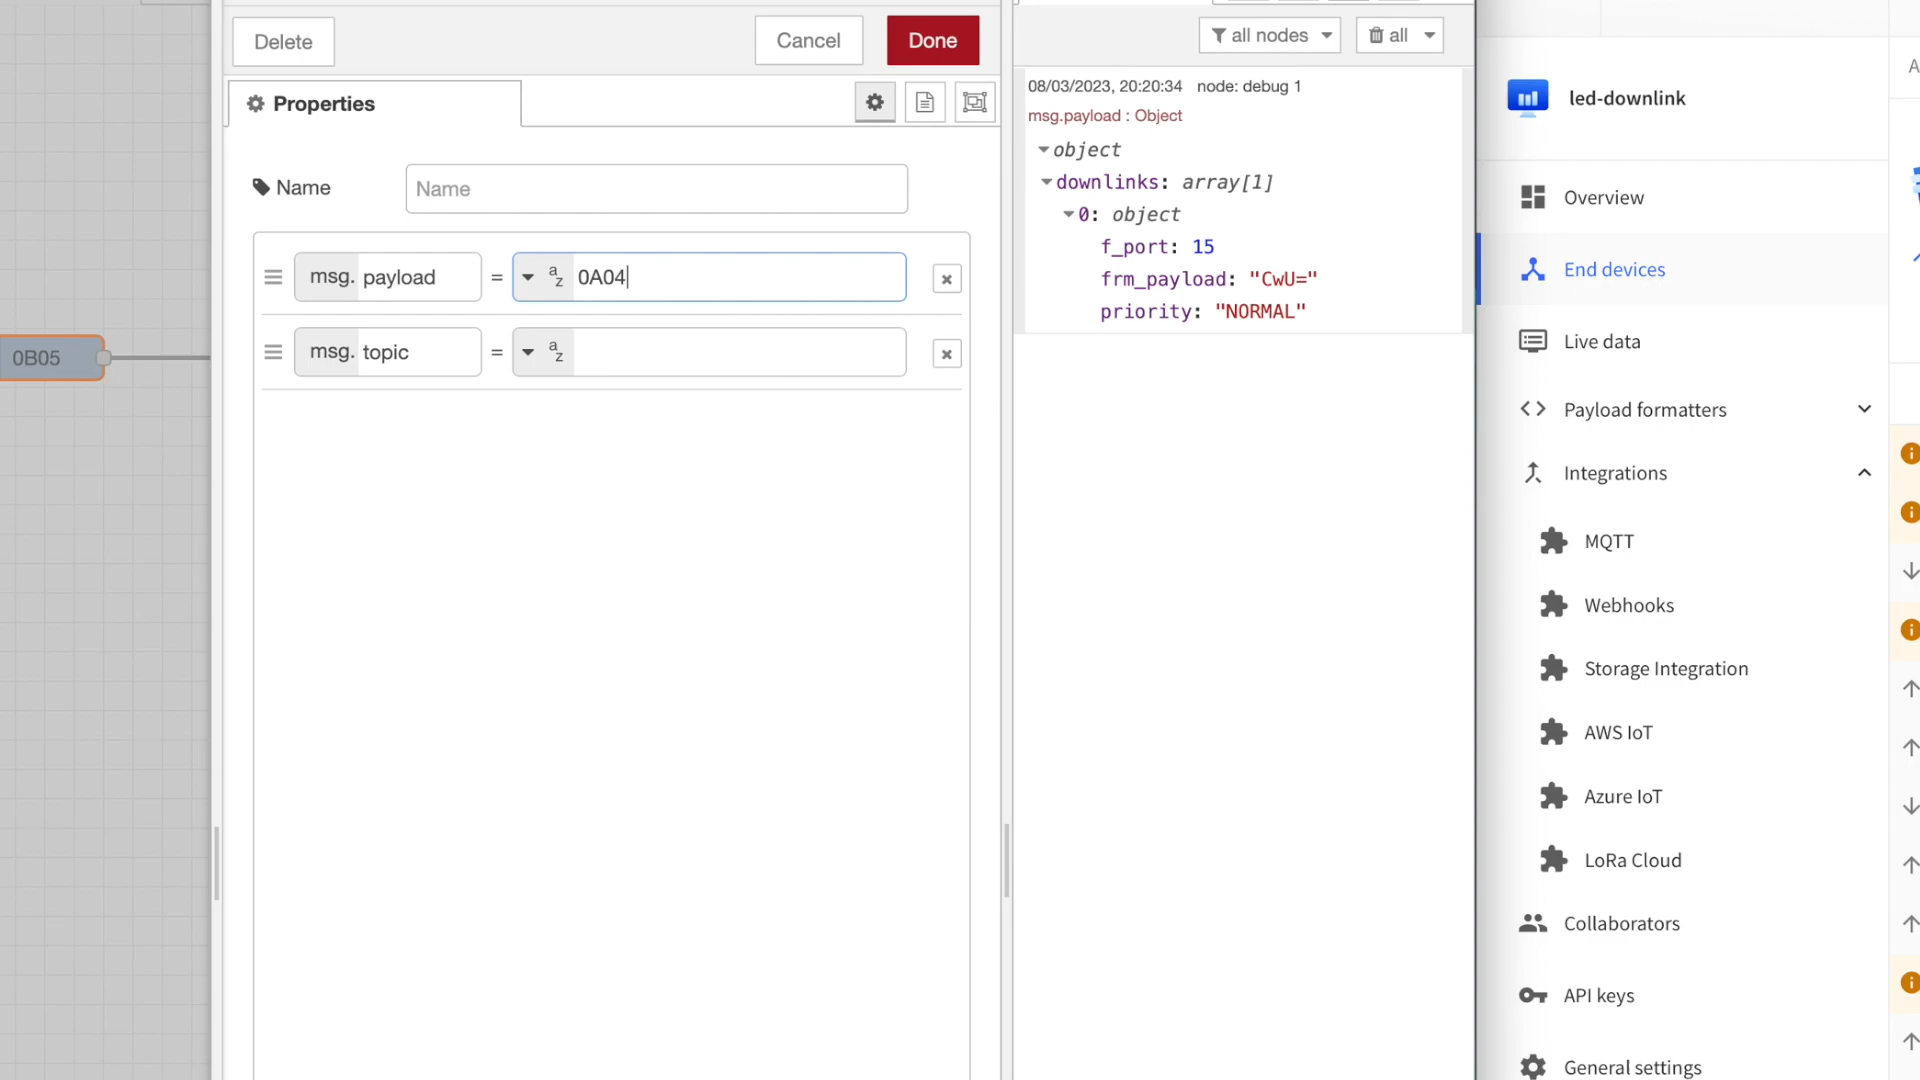 Delete
Cancel
Done
Properties
Name
Name
msg. payload = az 0A04
msg. topic = az
0B05
all nodes
all
08/03/2023, 20:20:34 node: debug 1
msg.payload : Object
object
downlinks: array[1]
0: object
f_port: 15
frm_payload: "CwU="
priority: "NORMAL"
led-downlink
Overview
End devices
Live data
Payload formatters
Integrations
MQTT
Webhooks
Storage Integration
AWS IoT
Azure IoT
LoRa Cloud
Collaborators
API keys
General settings